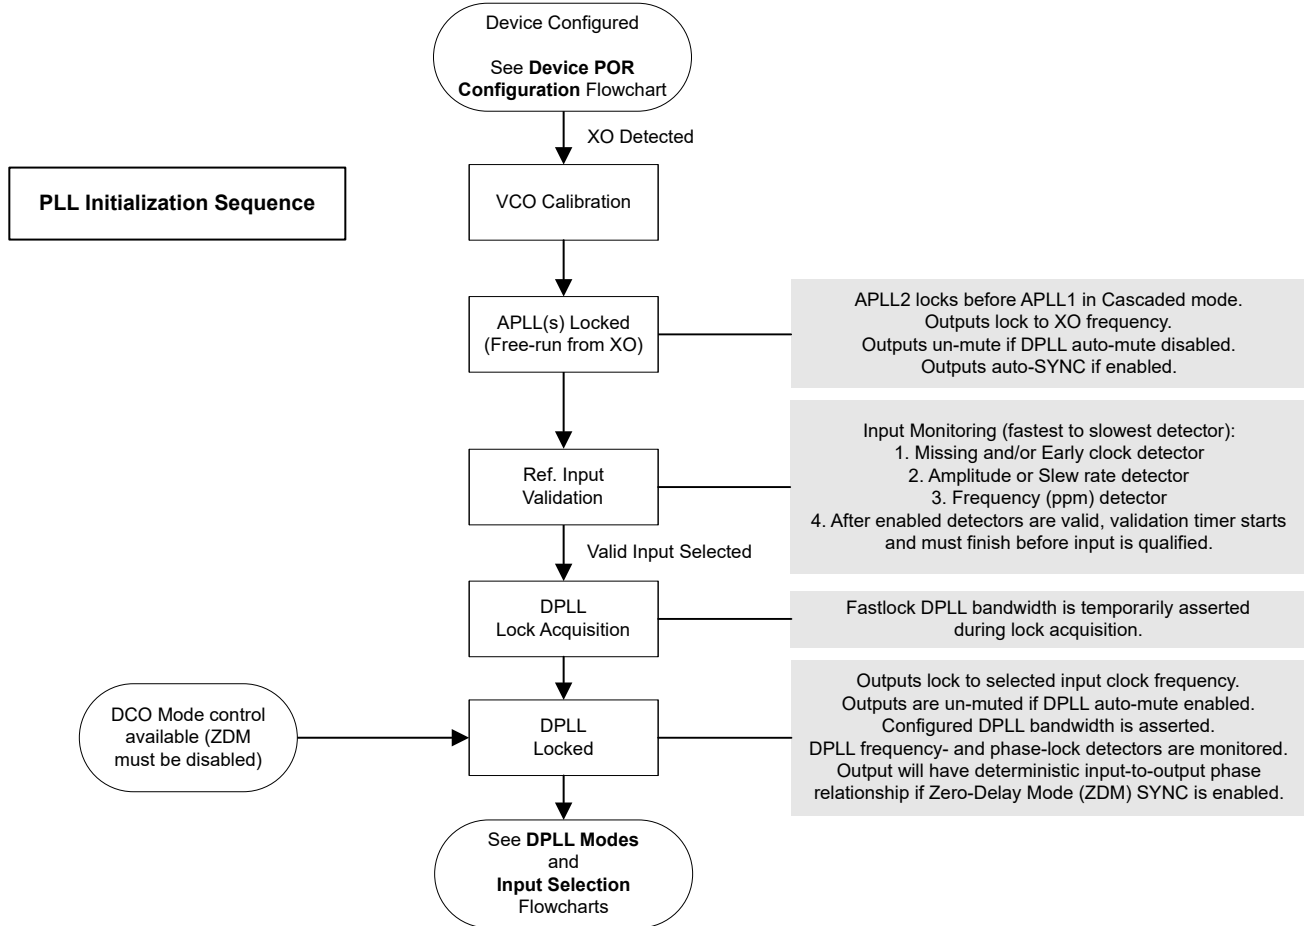 Device Configured
See Device POR
Configuration Flowchart
XO Detected
PLL Initialization Sequence
VCO Calibration
APLL(s) Locked
(Free-run from XO)
APLL2 locks before APLL1 in Cascaded mode.
Outputs lock to XO frequency.
Outputs un-mute if DPLL auto-mute disabled.
Outputs auto-SYNC if enabled.
Ref. Input
Validation
Input Monitoring (fastest to slowest detector):
1. Missing and/or Early clock detector
2. Amplitude or Slew rate detector
3. Frequency (ppm) detector
4. After enabled detectors are valid, validation timer starts
and must finish before input is qualified.
Valid Input Selected
DPLL
Lock Acquisition
Fastlock DPLL bandwidth is temporarily asserted
during lock acquisition.
DCO Mode control
available (ZDM
must be disabled)
DPLL
Locked
Outputs lock to selected input clock frequency.
Outputs are un-muted if DPLL auto-mute enabled.
Configured DPLL bandwidth is asserted.
DPLL frequency- and phase-lock detectors are monitored.
Output will have deterministic input-to-output phase
relationship if Zero-Delay Mode (ZDM) SYNC is enabled.
See DPLL Modes
and
Input Selection
Flowcharts